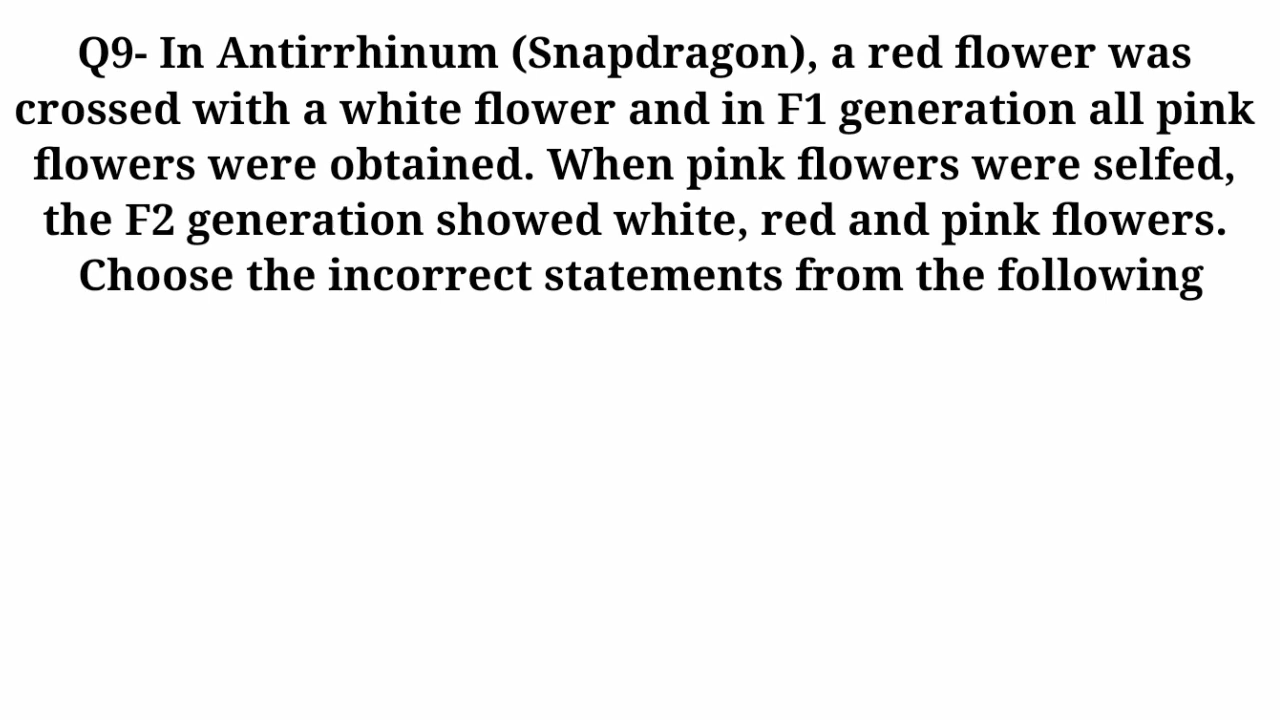 Q9- In Antirrhinum (Snapdragon), a red flower was
crossed with a white flower and in F1 generation all pink
flowers were obtained. When pink flowers were selfed,
the F2 generation showed white, red and pink flowers.
Choose the incorrect statements from the following